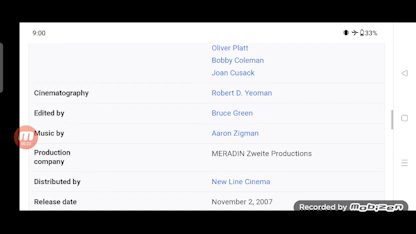 9:00
33%
Oliver Platt
Bobby Coleman
Joan Cusack
Cinematography Robert D. Yeoman
Edited by Bruce Green
Music by Aaron Zigman
Production company MERADIN Zweite Productions
Distributed by New Line Cinema
Release date November 2, 2007
Recorded by Mobizen